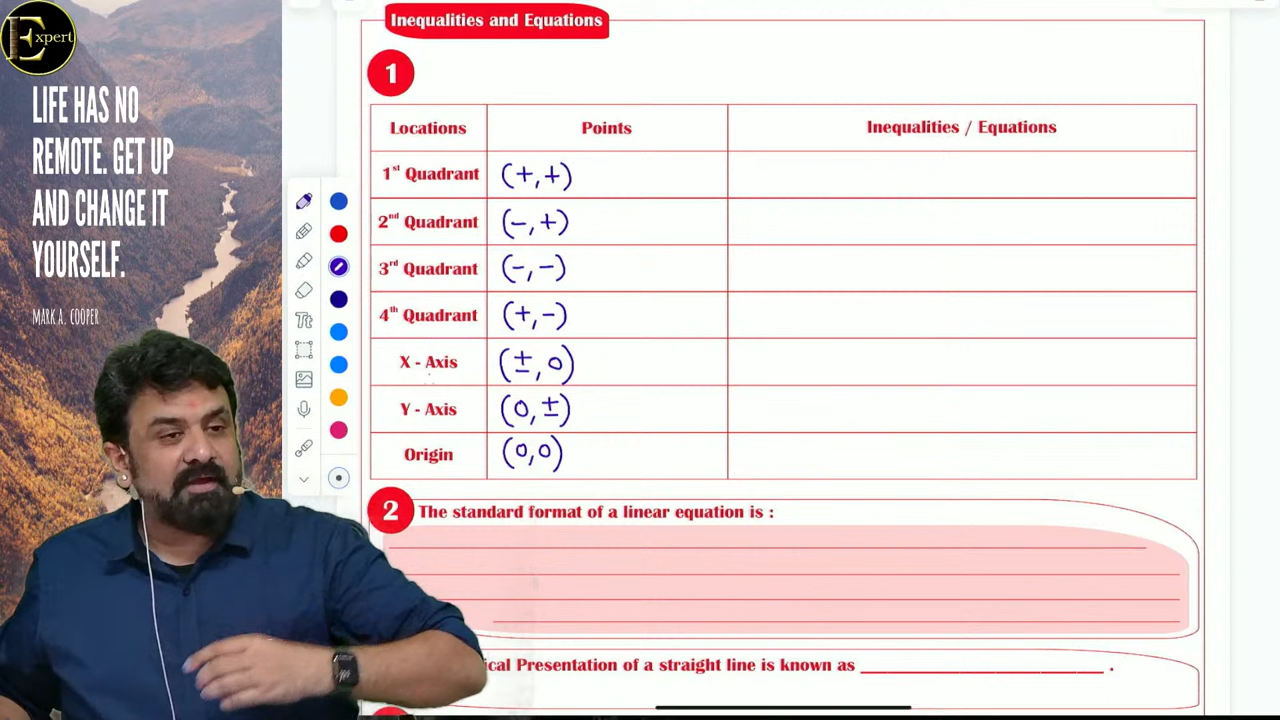 Expert
LIFE HAS NO
REMOTE. GET UP
AND CHANGE IT
YOURSELF.
MARK A. COOPER
Inequalities and Equations
1
Locations Points Inequalities / Equations
1st Quadrant (+,+)
2nd Quadrant (-,+)
3rd Quadrant (-,-)
4th Quadrant (+,-)
X - Axis (±,0)
Y - Axis (0,±)
Origin (0,0)
2 The standard format of a linear equation is :
ical Presentation of a straight line is known as ______________________ .
Tt